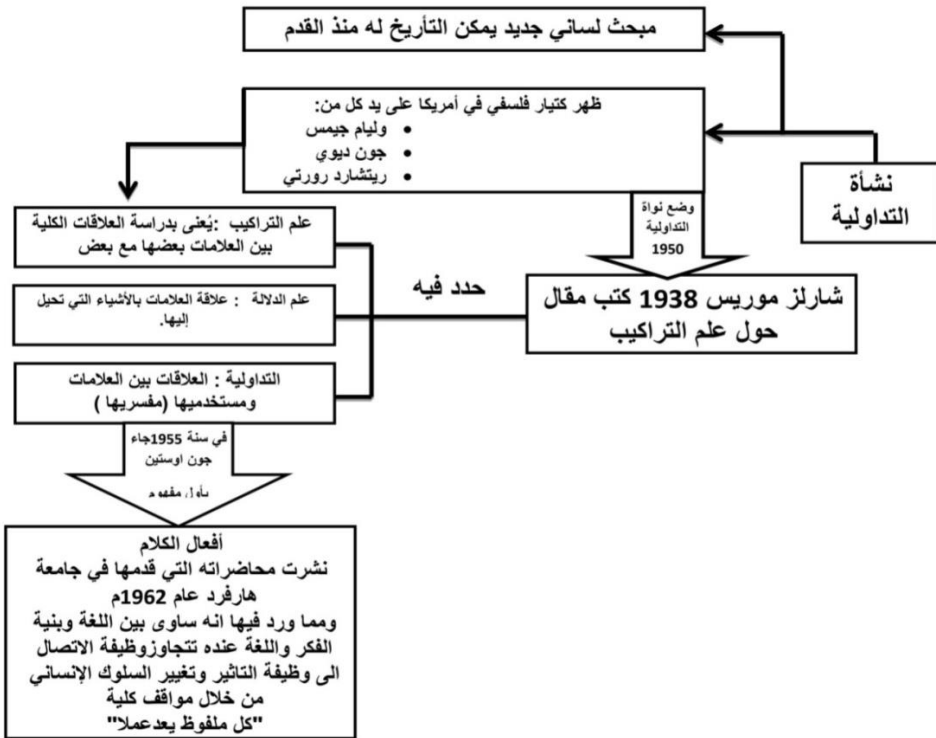 مبحث لساني جديد يمكن التأريخ له منذ القدم
ظهر كتيار فلسفي في أمريكا على يد كل من:
• وليام جيمس
• جون ديوي
• ريتشارد رورتي
نشأة
التداولية
وضع نواة
التداولية
1950
شارلز موريس 1938 كتب مقال
حول علم التراكيب
حدد فيه
علم التراكيب :يُعنى بدراسة العلاقات الكلية
بين العلامات بعضها مع بعض
علم الدلالة : علاقة العلامات بالأشياء التي تحيل
إليها.
التداولية : العلاقات بين العلامات
ومستخدميها (مفسريها )
في سنة 1955جاء
جون اوستين
بأول مفهوم
أفعال الكلام
نشرت محاضراته التي قدمها في جامعة
هارفرد عام 1962م
ومما ورد فيها انه ساوى بين اللغة وبنية
الفكر واللغة عنده تتجاوزوظيفة الاتصال
الى وظيفة التاثير وتغيير السلوك الإنساني
من خلال مواقف كلية
"كل ملفوظ يعدعملا"